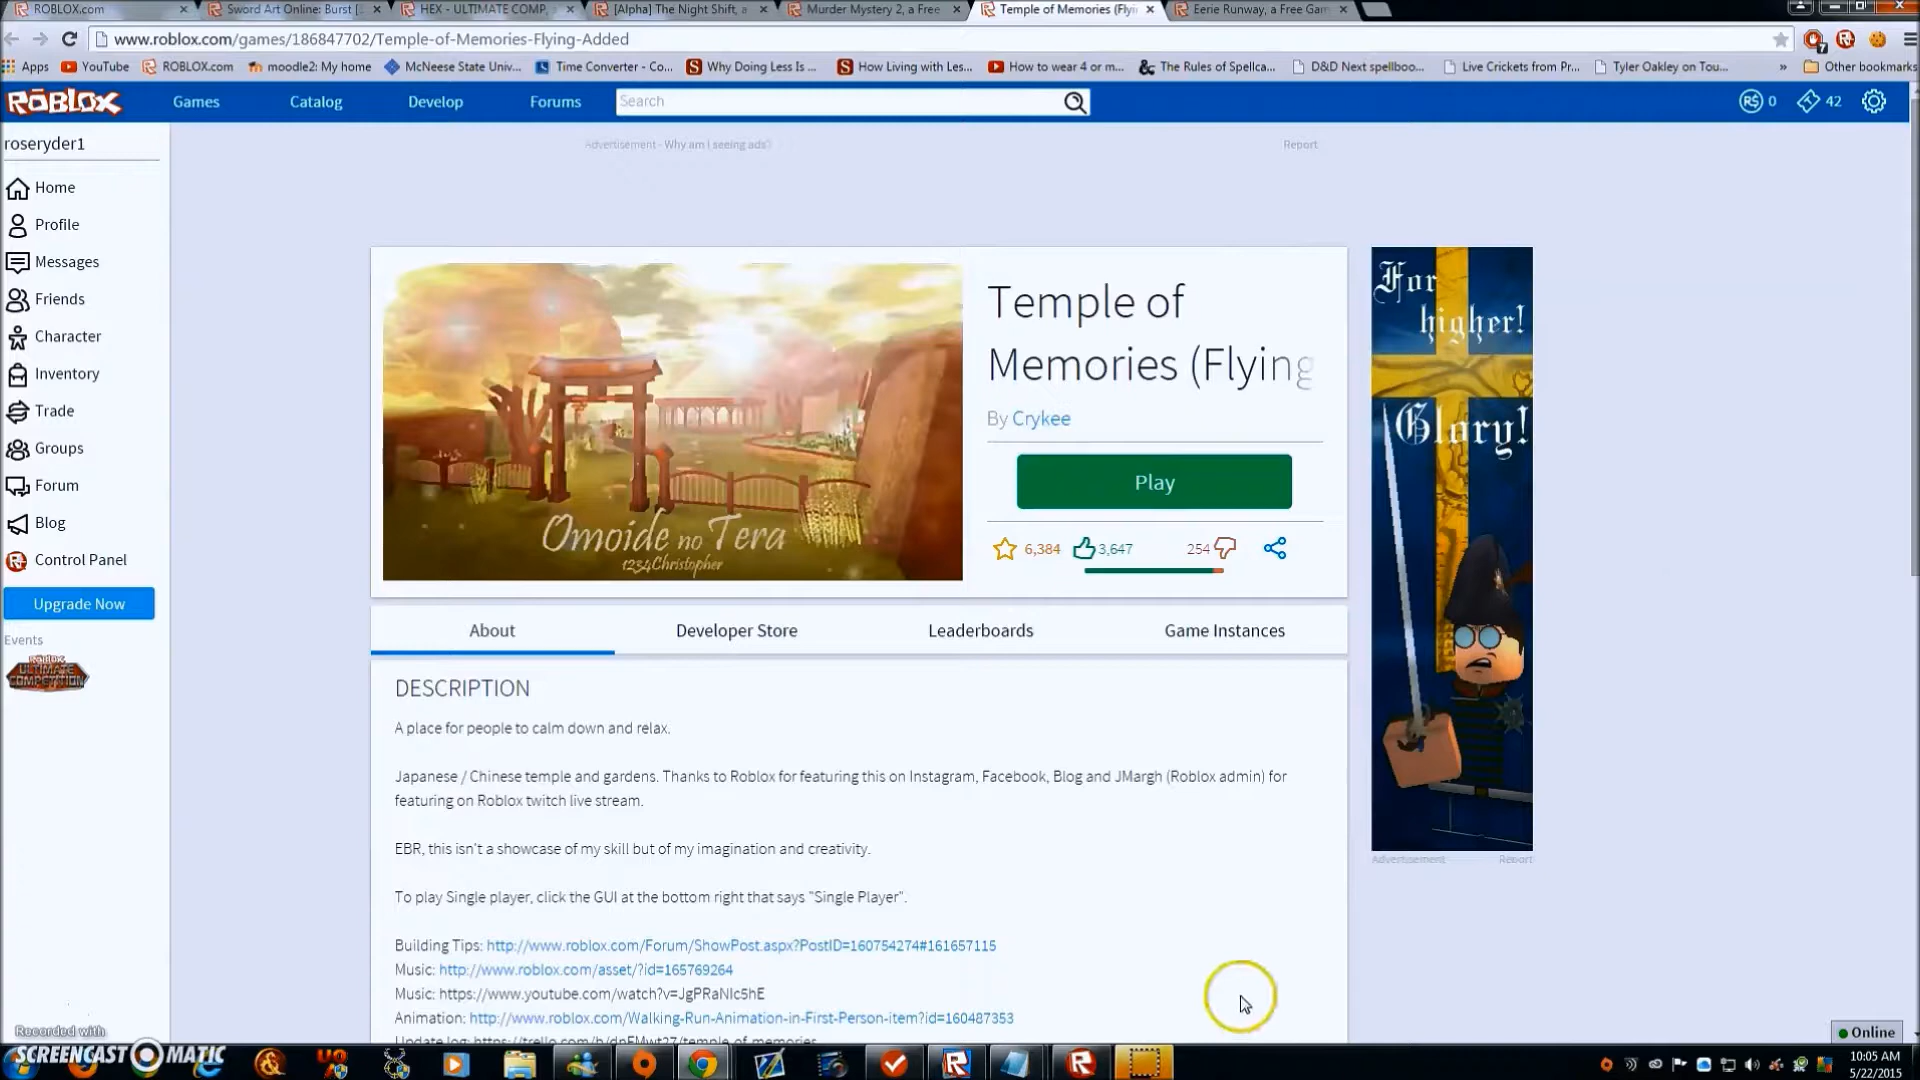 ROBLOX.com
Sword Art Online: Burst [
HEX - ULTIMATE COMP
[Alpha] The Night Shift, a
Murder Mystery 2, a Free
Temple of Memories (Flyi
Eerie Runway, a Free Gam
www.roblox.com/games/186847702/Temple-of-Memories-Flying-Added
Apps
YouTube
ROBLOX.com
moodle2: My home
McNeese State Univ...
Time Converter - Co...
Why Doing Less Is ...
How Living with Les...
How to wear 4 or m...
The Rules of Spellca...
D&D Next spellboo...
Live Crickets from Pr...
Tyler Oakley on Tou...
»
Other bookmarks
ROBLOX
Games
Catalog
Develop
Forums
Search
R$ 0
42
roseryder1
Advertisement - Why am I seeing ads?
Report
Home
Profile
Messages
Friends
Character
Inventory
Trade
Groups
Forum
Blog
Control Panel
Upgrade Now
Events
ROBLOX
ULTIMATE
COMPETITION
Omoide no Tera
1234Christopher
Temple of
Memories (Flying
By Crykee
Play
6,384
3,647
254
For
higher!
Glory!
Advertisement
Report
About
Developer Store
Leaderboards
Game Instances
DESCRIPTION
A place for people to calm down and relax.
Japanese / Chinese temple and gardens. Thanks to Roblox for featuring this on Instagram, Facebook, Blog and JMargh (Roblox admin) for
featuring on Roblox twitch live stream.
EBR, this isn't a showcase of my skill but of my imagination and creativity.
To play Single player, click the GUI at the bottom right that says "Single Player".
Building Tips: http://www.roblox.com/Forum/ShowPost.aspx?PostID=160754274#161657115
Music: http://www.roblox.com/asset/?id=165769264
Music: https://www.youtube.com/watch?v=JgPRaNIc5hE
Animation: http://www.roblox.com/Walking-Run-Animation-in-First-Person-item?id=160487353
Update log: https://trello.com/b/dpFMwt27/temple-of-memories
Online
Recorded with
SCREENCAST MATIC
10:05 AM
5/22/2015